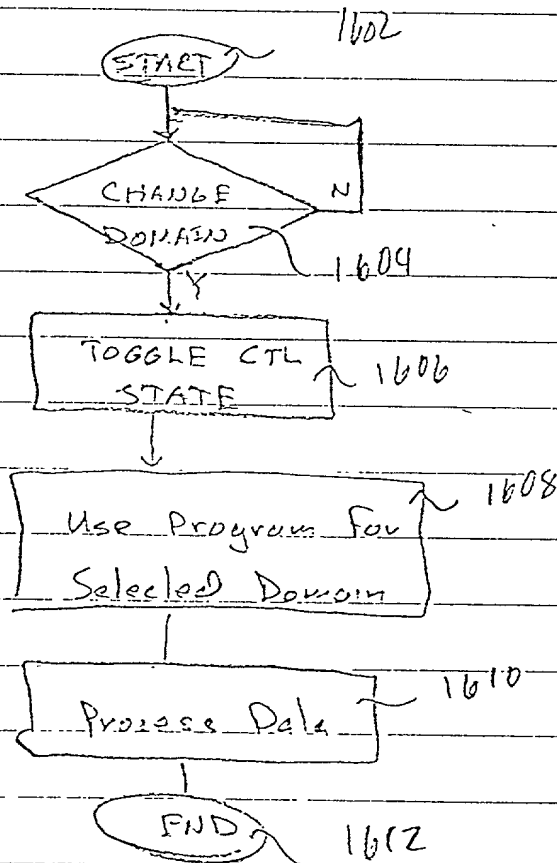 1602
START
CHANGE N
DOMAIN
1604
Y
TOGGLE CTL
STATE
1606
1608
Use Program For
Selected Domain
1610
Process Data
END
1612